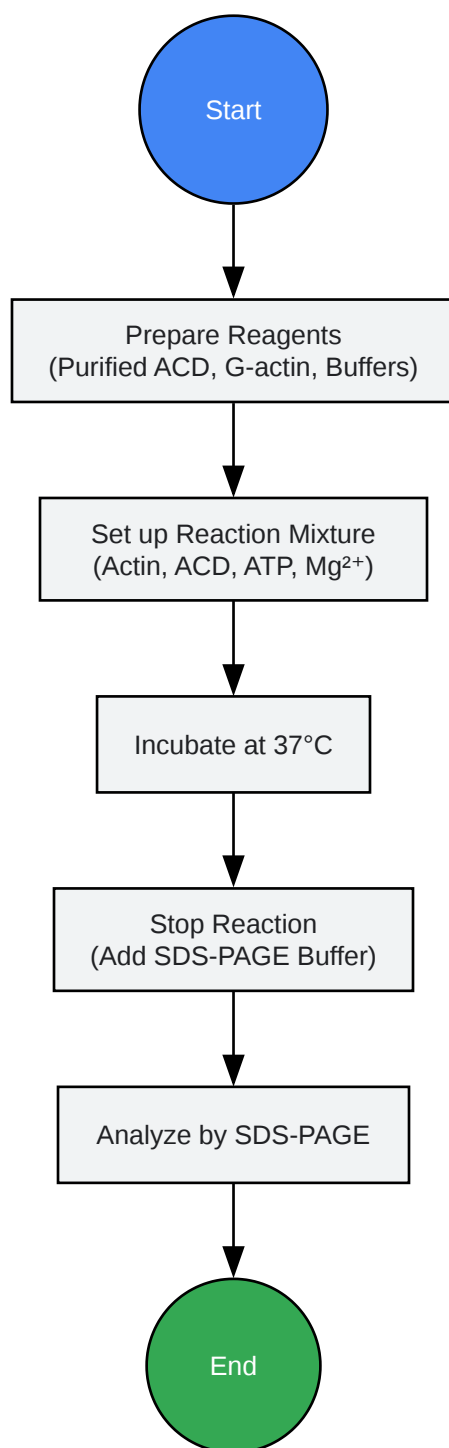 Start
Prepare Reagents
(Purified ACD, G-actin, Buffers)
Set up Reaction Mixture
(Actin, ACD, ATP, Mg²⁺)
Incubate at 37°C
Stop Reaction
(Add SDS-PAGE Buffer)
Analyze by SDS-PAGE
End